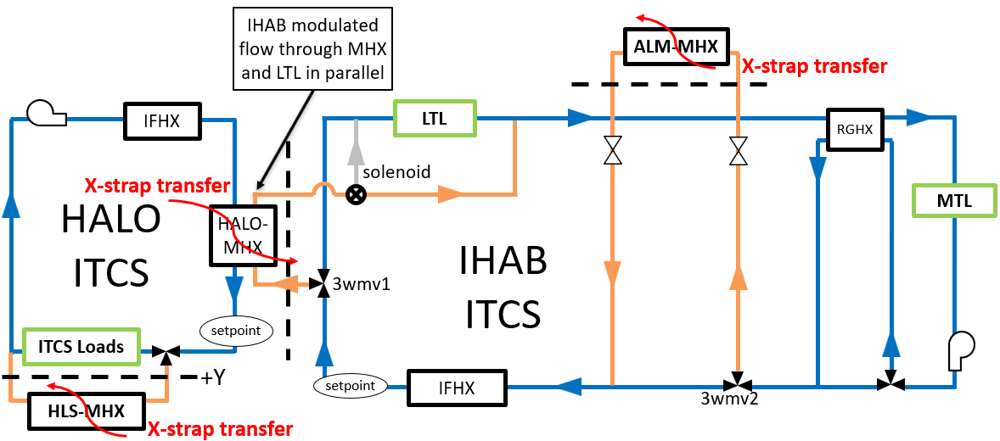 IHAB modulated
flow through MHX
and LTL in parallel
ALM-MHX
X-strap transfer
IFHX
LTL
RGHX
solenoid
X-strap transfer
MTL
HALO
ITCS
HALO-
MHX
IHAB
ITCS
3wmv1
setpoint
ITCS Loads
+Y
setpoint
IFHX
3wmv2
HLS-MHX
X-strap transfer